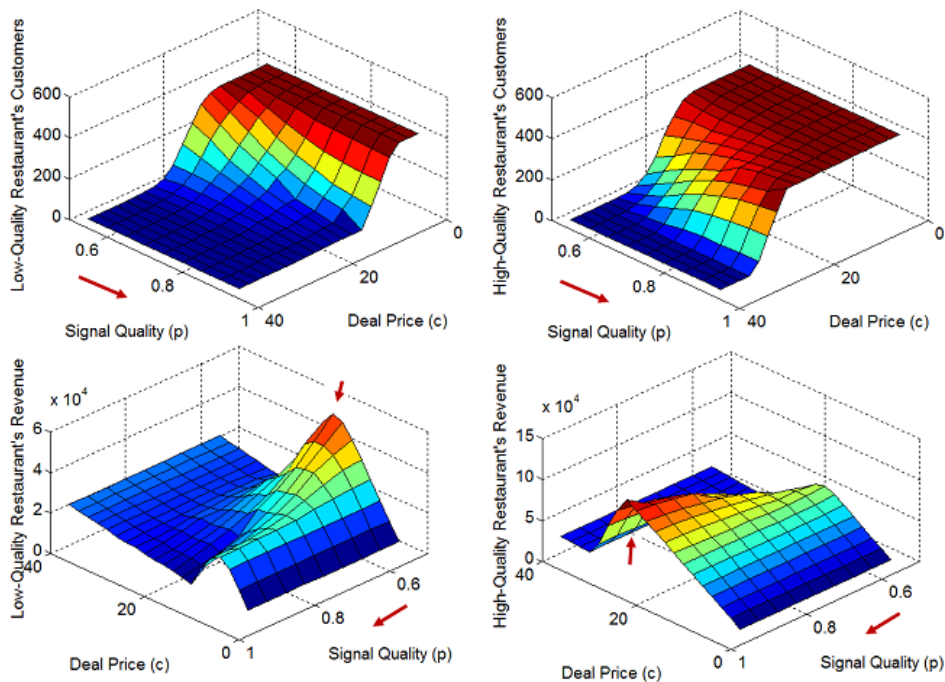 Low-Quality Restaurant's Customers
600
400
200
0
0.6
0.8
1
Signal Quality (p)
40
20
0
Deal Price (c)
High-Quality Restaurant's Customers
600
400
200
0
0.6
0.8
1
Signal Quality (p)
40
20
0
Deal Price (c)
Low-Quality Restaurant's Revenue
x 10^4
6
4
2
0
40
20
0
Deal Price (c)
1
0.8
0.6
Signal Quality (p)
High-Quality Restaurant's Revenue
x 10^4
15
10
5
0
40
20
0
Deal Price (c)
1
0.8
0.6
Signal Quality (p)